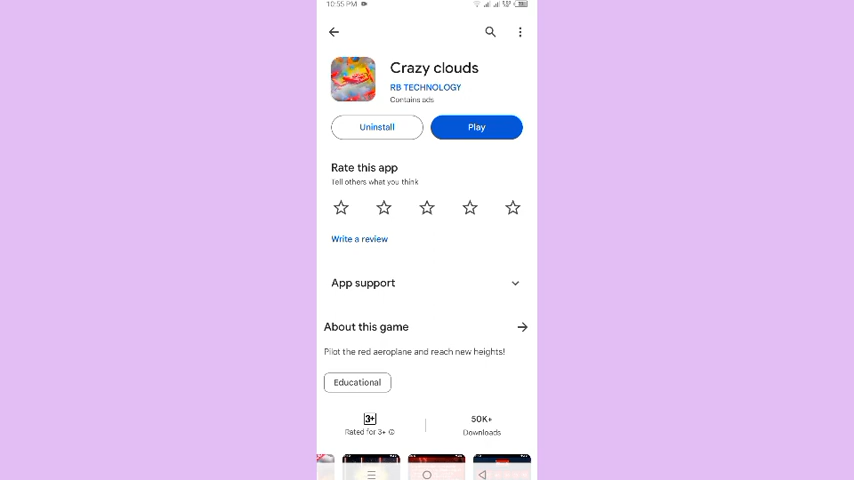 10:55 PM
Crazy clouds
RB TECHNOLOGY
Contains ads
Uninstall
Play
Rate this app
Tell others what you think
Write a review
App support
About this game
Pilot the red aeroplane and reach new heights!
Educational
3+
50K+
Rated for 3+
Downloads